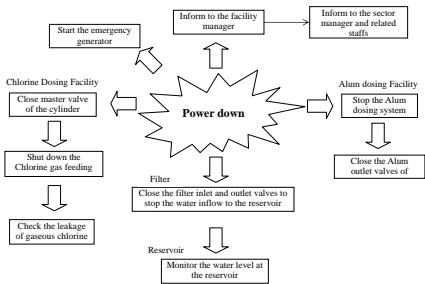 Inform to the facility
manager
Inform to the sector
manager and related
staffs
Start the emergency
generator
Chlorine Dosing Facility
Close master valve
of the cylinder
Power down
Alum dosing Facility
Stop the Alum
dosing system
Shut down the
Chlorine gas feeding
Close the Alum
outlet valves of
Filter
Close the filter inlet and outlet valves to
stop the water inflow to the reservoir
Check the leakage
of gaseous chlorine
Reservoir
Monitor the water level at
the reservoir